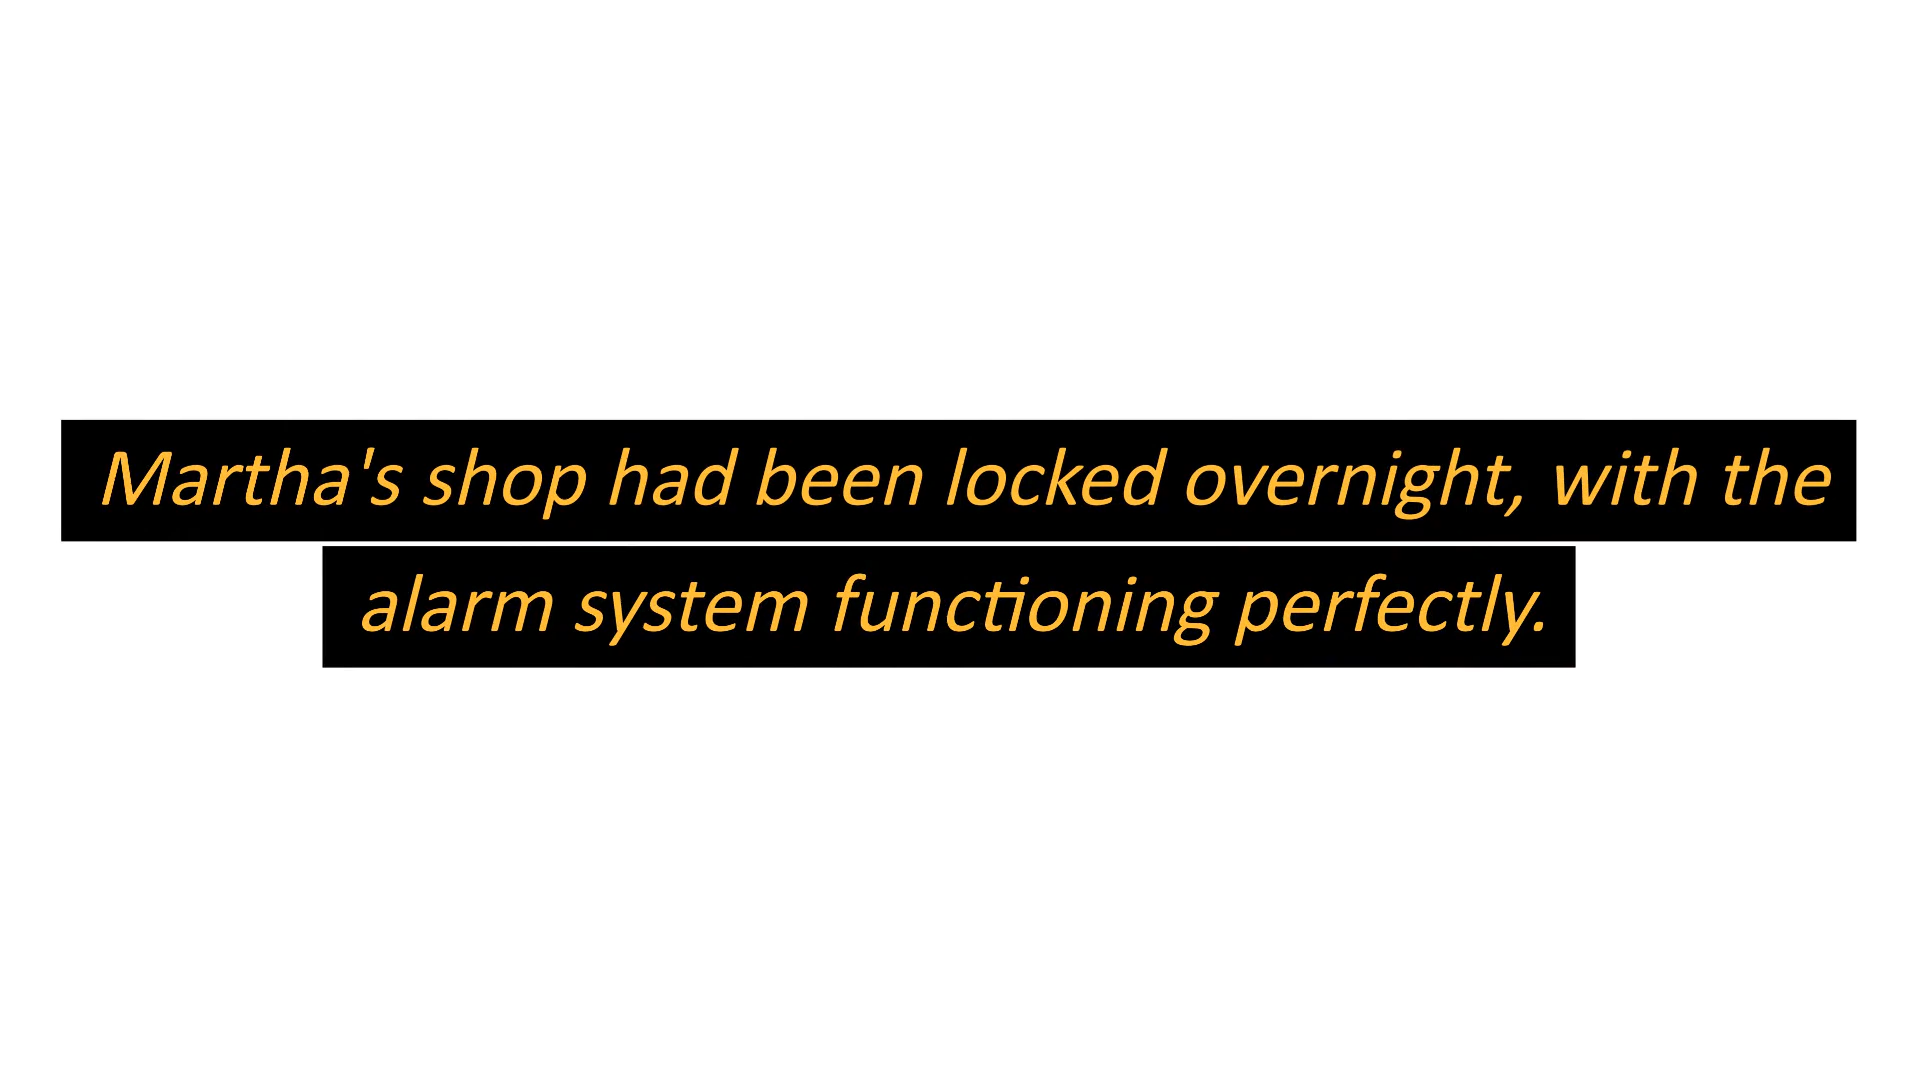 Martha's shop had been locked overnight, with the
alarm system functioning perfectly.